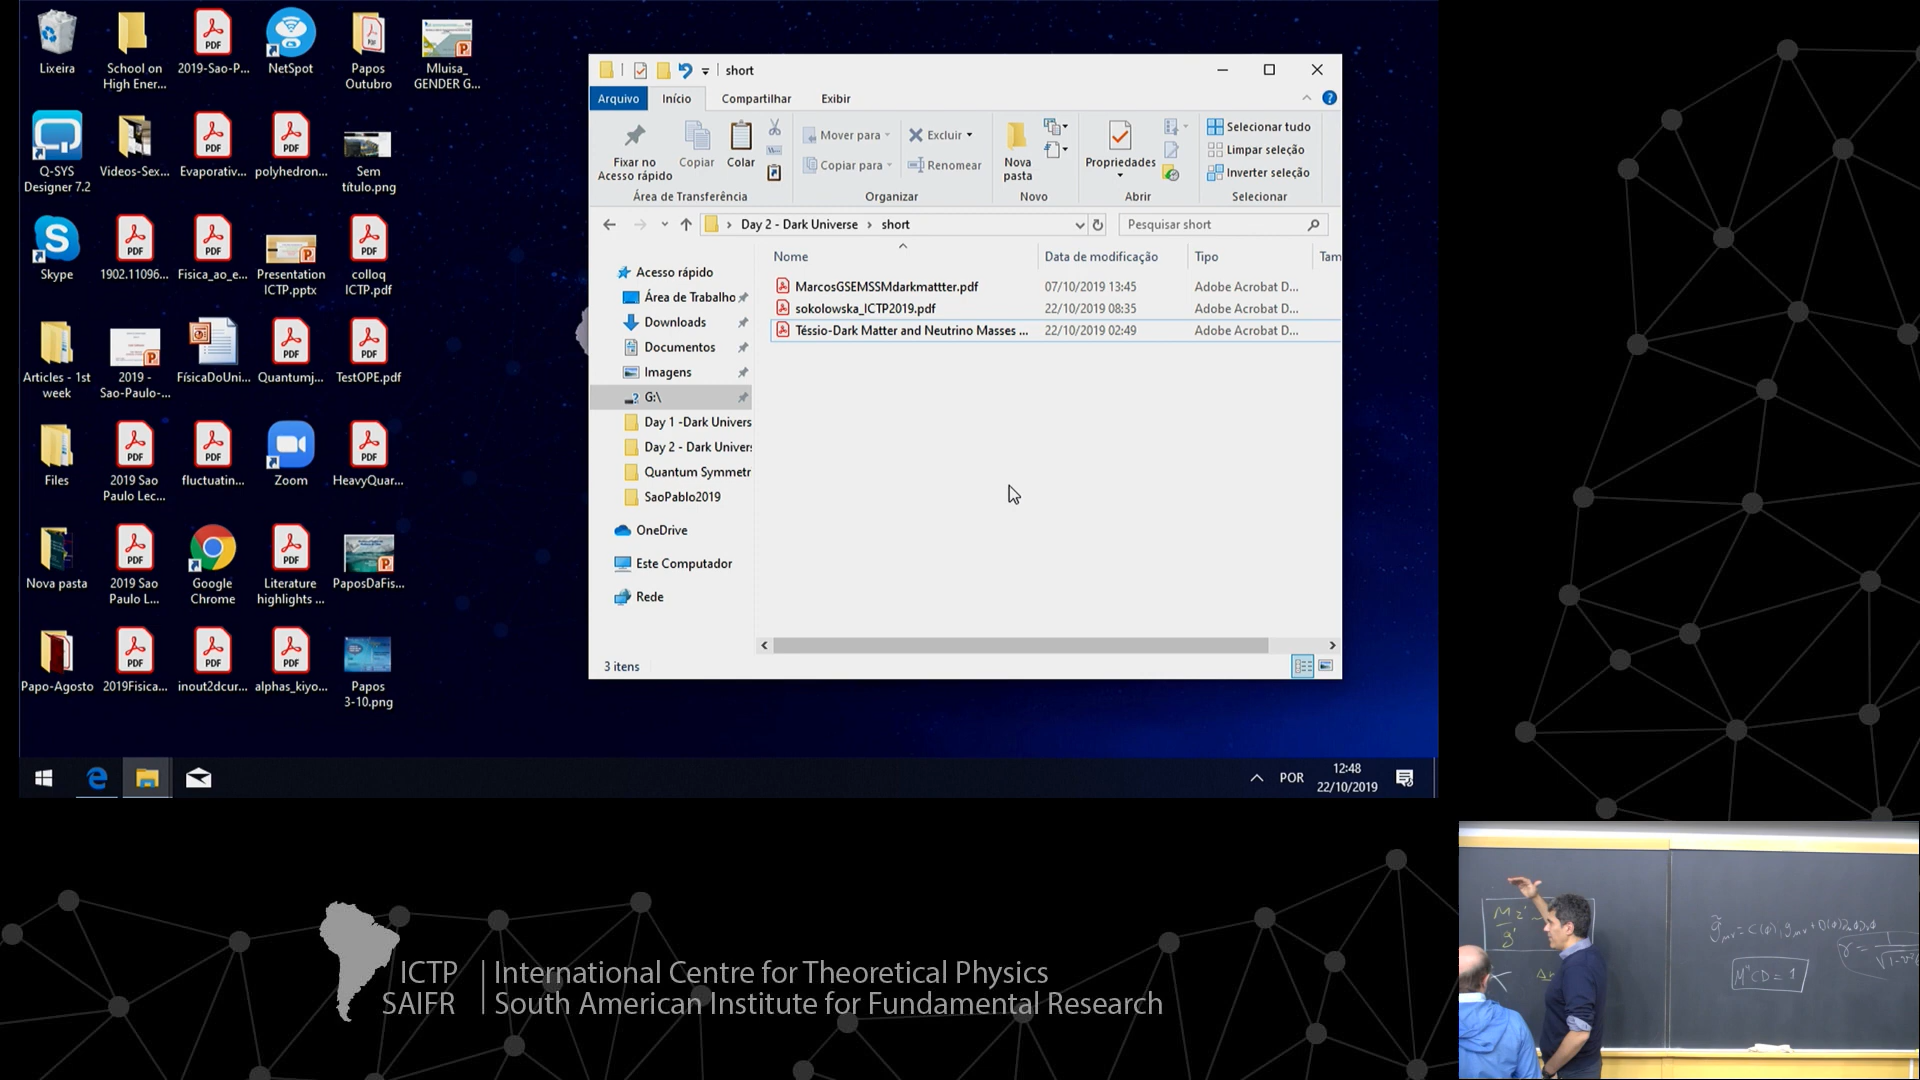 Lixeira
School on
High Ener...
2019-Sao-P...
NetSpot
Papos
Outubro
Mluisa_
GENDER G...
Q-SYS
Designer 7.2
Videos-Sex...
Evaporativ...
polyhedron...
Sem
título.png
Skype
1902.11096...
Fisica_ao_e...
Presentation
ICTP.pptx
colloq
ICTP.pdf
Articles - 1st
week
2019 -
Sao-Paulo-...
FísicaDoUni...
Quantumj...
TestOPE.pdf
Files
2019 Sao
Paulo Lec...
fluctuatin...
Zoom
HeavyQuar...
Nova pasta
2019 Sao
Paulo L...
Google
Chrome
Literature
highlights ...
PaposDaFis...
Papo-Agosto
2019Fisica...
inout2dcur...
alphas_kiyo...
Papos
3-10.png
short
Arquivo Início Compartilhar Exibir
Fixar no
Acesso rápido
Copiar
Colar
Área de Transferência
Mover para
Copiar para
Excluir
Renomear
Organizar
Nova
pasta
Novo
Propriedades
Abrir
Selecionar tudo
Limpar seleção
Inverter seleção
Selecionar
Day 2 - Dark Universe › short
Pesquisar short
Nome Data de modificação Tipo Tam
MarcosGSEMSSMdarkmattter.pdf 07/10/2019 13:45 Adobe Acrobat D...
sokolowska_ICTP2019.pdf 22/10/2019 08:35 Adobe Acrobat D...
Téssio-Dark Matter and Neutrino Masses ... 22/10/2019 02:49 Adobe Acrobat D...
Acesso rápido
Área de Trabalho
Downloads
Documentos
Imagens
G:\
Day 1 -Dark Univers
Day 2 - Dark Univers
Quantum Symmetr
SaoPablo2019
OneDrive
Este Computador
Rede
3 itens
POR
12:48
22/10/2019
ICTP
SAIFR
International Centre for Theoretical Physics
South American Institute for Fundamental Research
M⁴CD = 1